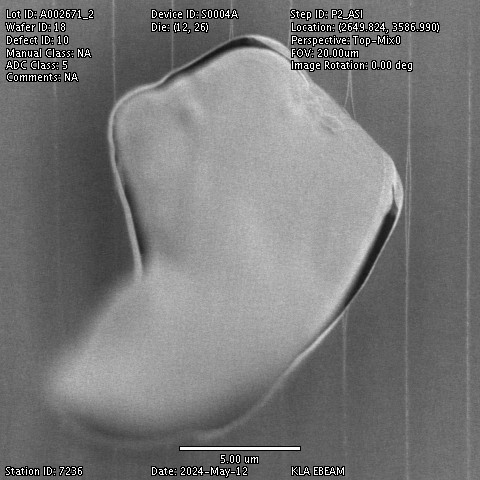 Lot ID: A002671_2
Wafer ID: 18
Defect ID: 10
Manual Class: NA
ADC Class: 5
Comments: NA
Device ID: S0004A
Die: (12, 26)
Step ID: P2_ASI
Location: (2649.824, 3586.990)
Perspective: Top-Mix0
FOV: 20.00um
Image Rotation: 0.00 deg
5.00 um
Station ID: 7236
Date: 2024-May-12
KLA EBEAM